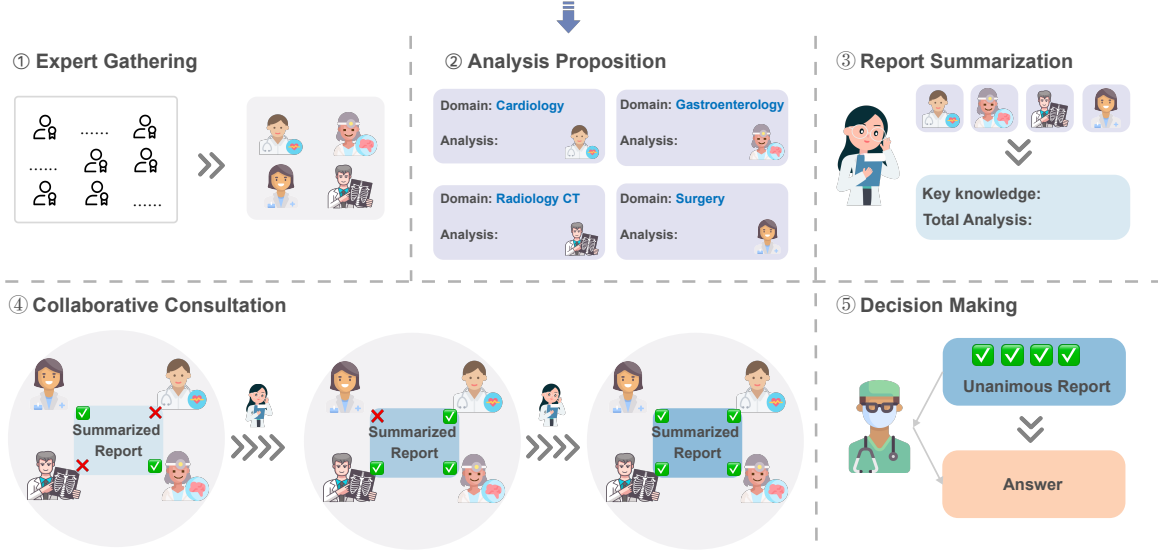 ① Expert Gathering
......
......
......
② Analysis Proposition
Domain: Cardiology
Analysis:
Domain: Gastroenterology
Analysis:
Domain: Radiology CT
Analysis:
Domain: Surgery
Analysis:
③ Report Summarization
Key knowledge:
Total Analysis:
④ Collaborative Consultation
Summarized
Report
Summarized
Report
Summarized
Report
⑤ Decision Making
Unanimous Report
Answer